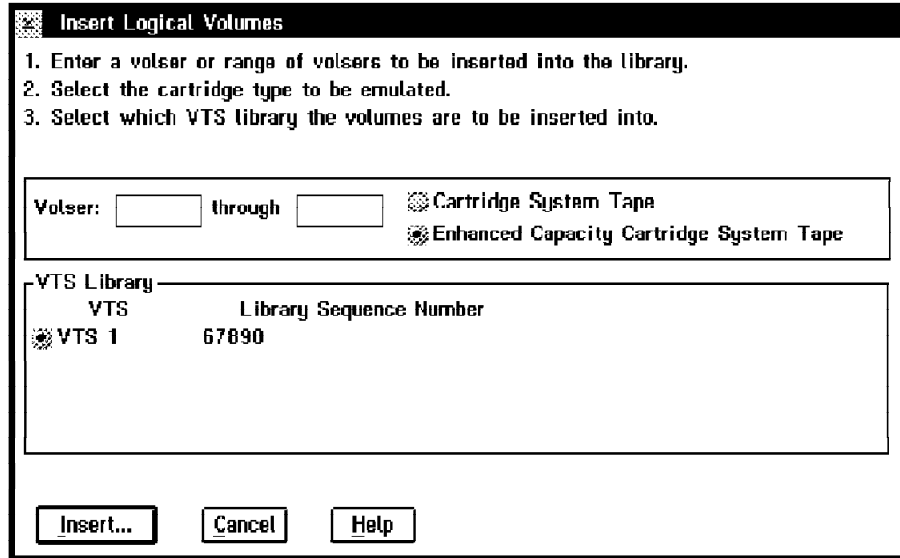 Insert Logical Volumes
1. Enter a volser or range of volsers to be inserted into the library.
2. Select the cartridge type to be emulated.
3. Select which VTS library the volumes are to be inserted into.
Volser: through Cartridge System Tape
Enhanced Capacity Cartridge System Tape
VTS Library
VTS Library Sequence Number
VTS 1 67890
Insert... Cancel Help